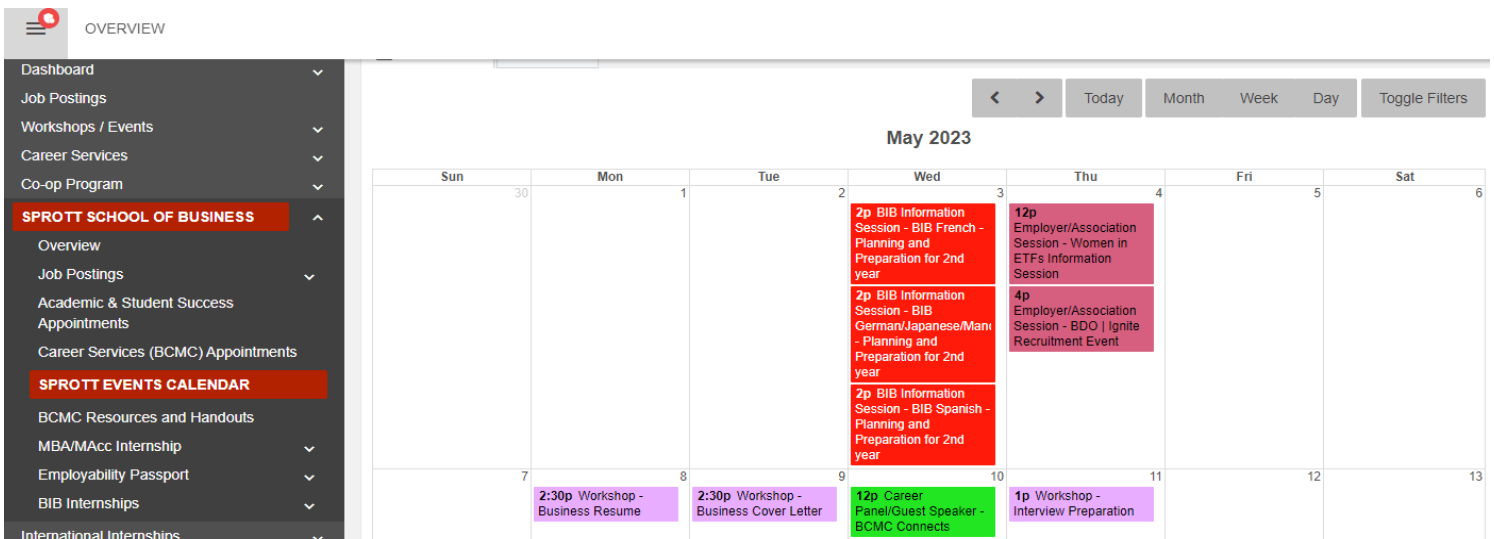 OVERVIEW
Dashboard
Job Postings
Workshops / Events
Career Services
Co-op Program
SPROTT SCHOOL OF BUSINESS
Overview
Job Postings
Academic & Student Success
Appointments
Career Services (BCMC) Appointments
SPROTT EVENTS CALENDAR
BCMC Resources and Handouts
MBA/MAcc Internship
Employability Passport
BIB Internships
International Internships
Today
Month
Week
Day
Toggle Filters
May 2023
Sun Mon Tue Wed Thu Fri Sat
30 1 2 3 4 5 6
2p BIB Information
Session - BIB French -
Planning and
Preparation for 2nd
year
2p BIB Information
Session - BIB
German/Japanese/Mand
- Planning and
Preparation for 2nd
year
2p BIB Information
Session - BIB Spanish -
Planning and
Preparation for 2nd
year
12p
Employer/Association
Session - Women in
ETFs Information
Session
4p
Employer/Association
Session - BDO | Ignite
Recruitment Event
7 8 9 10 11 12 13
2:30p Workshop -
Business Resume
2:30p Workshop -
Business Cover Letter
12p Career
Panel/Guest Speaker -
BCMC Connects
1p Workshop -
Interview Preparation